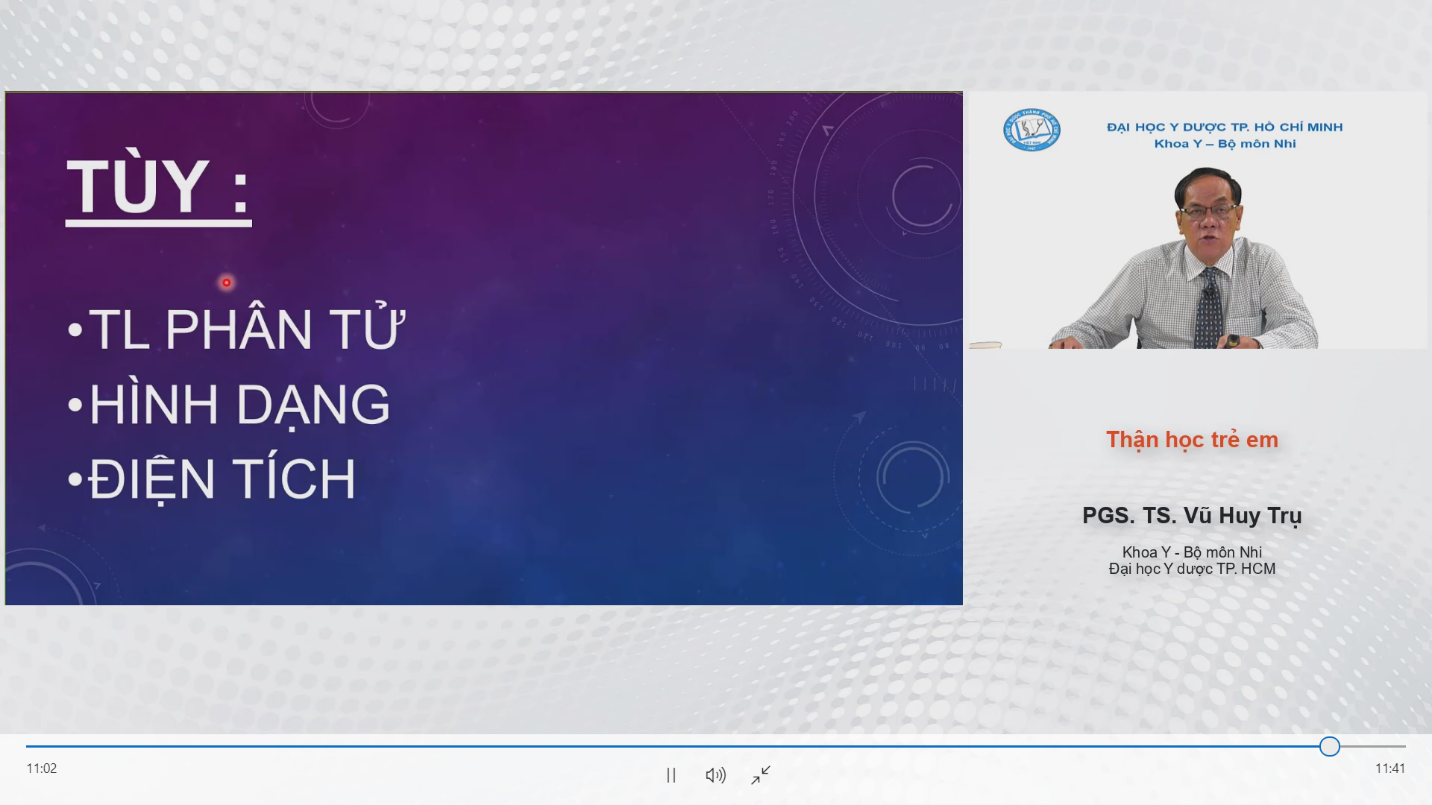 TÙY :
•TL PHÂN TỬ
•HÌNH DẠNG
•ĐIỆN TÍCH
ĐẠI HỌC Y DƯỢC TP. HỒ CHÍ MINH
Khoa Y – Bộ môn Nhi
Thận học trẻ em
PGS. TS. Vũ Huy Trụ
Khoa Y - Bộ môn Nhi
Đại học Y dược TP. HCM
11:02
11:41